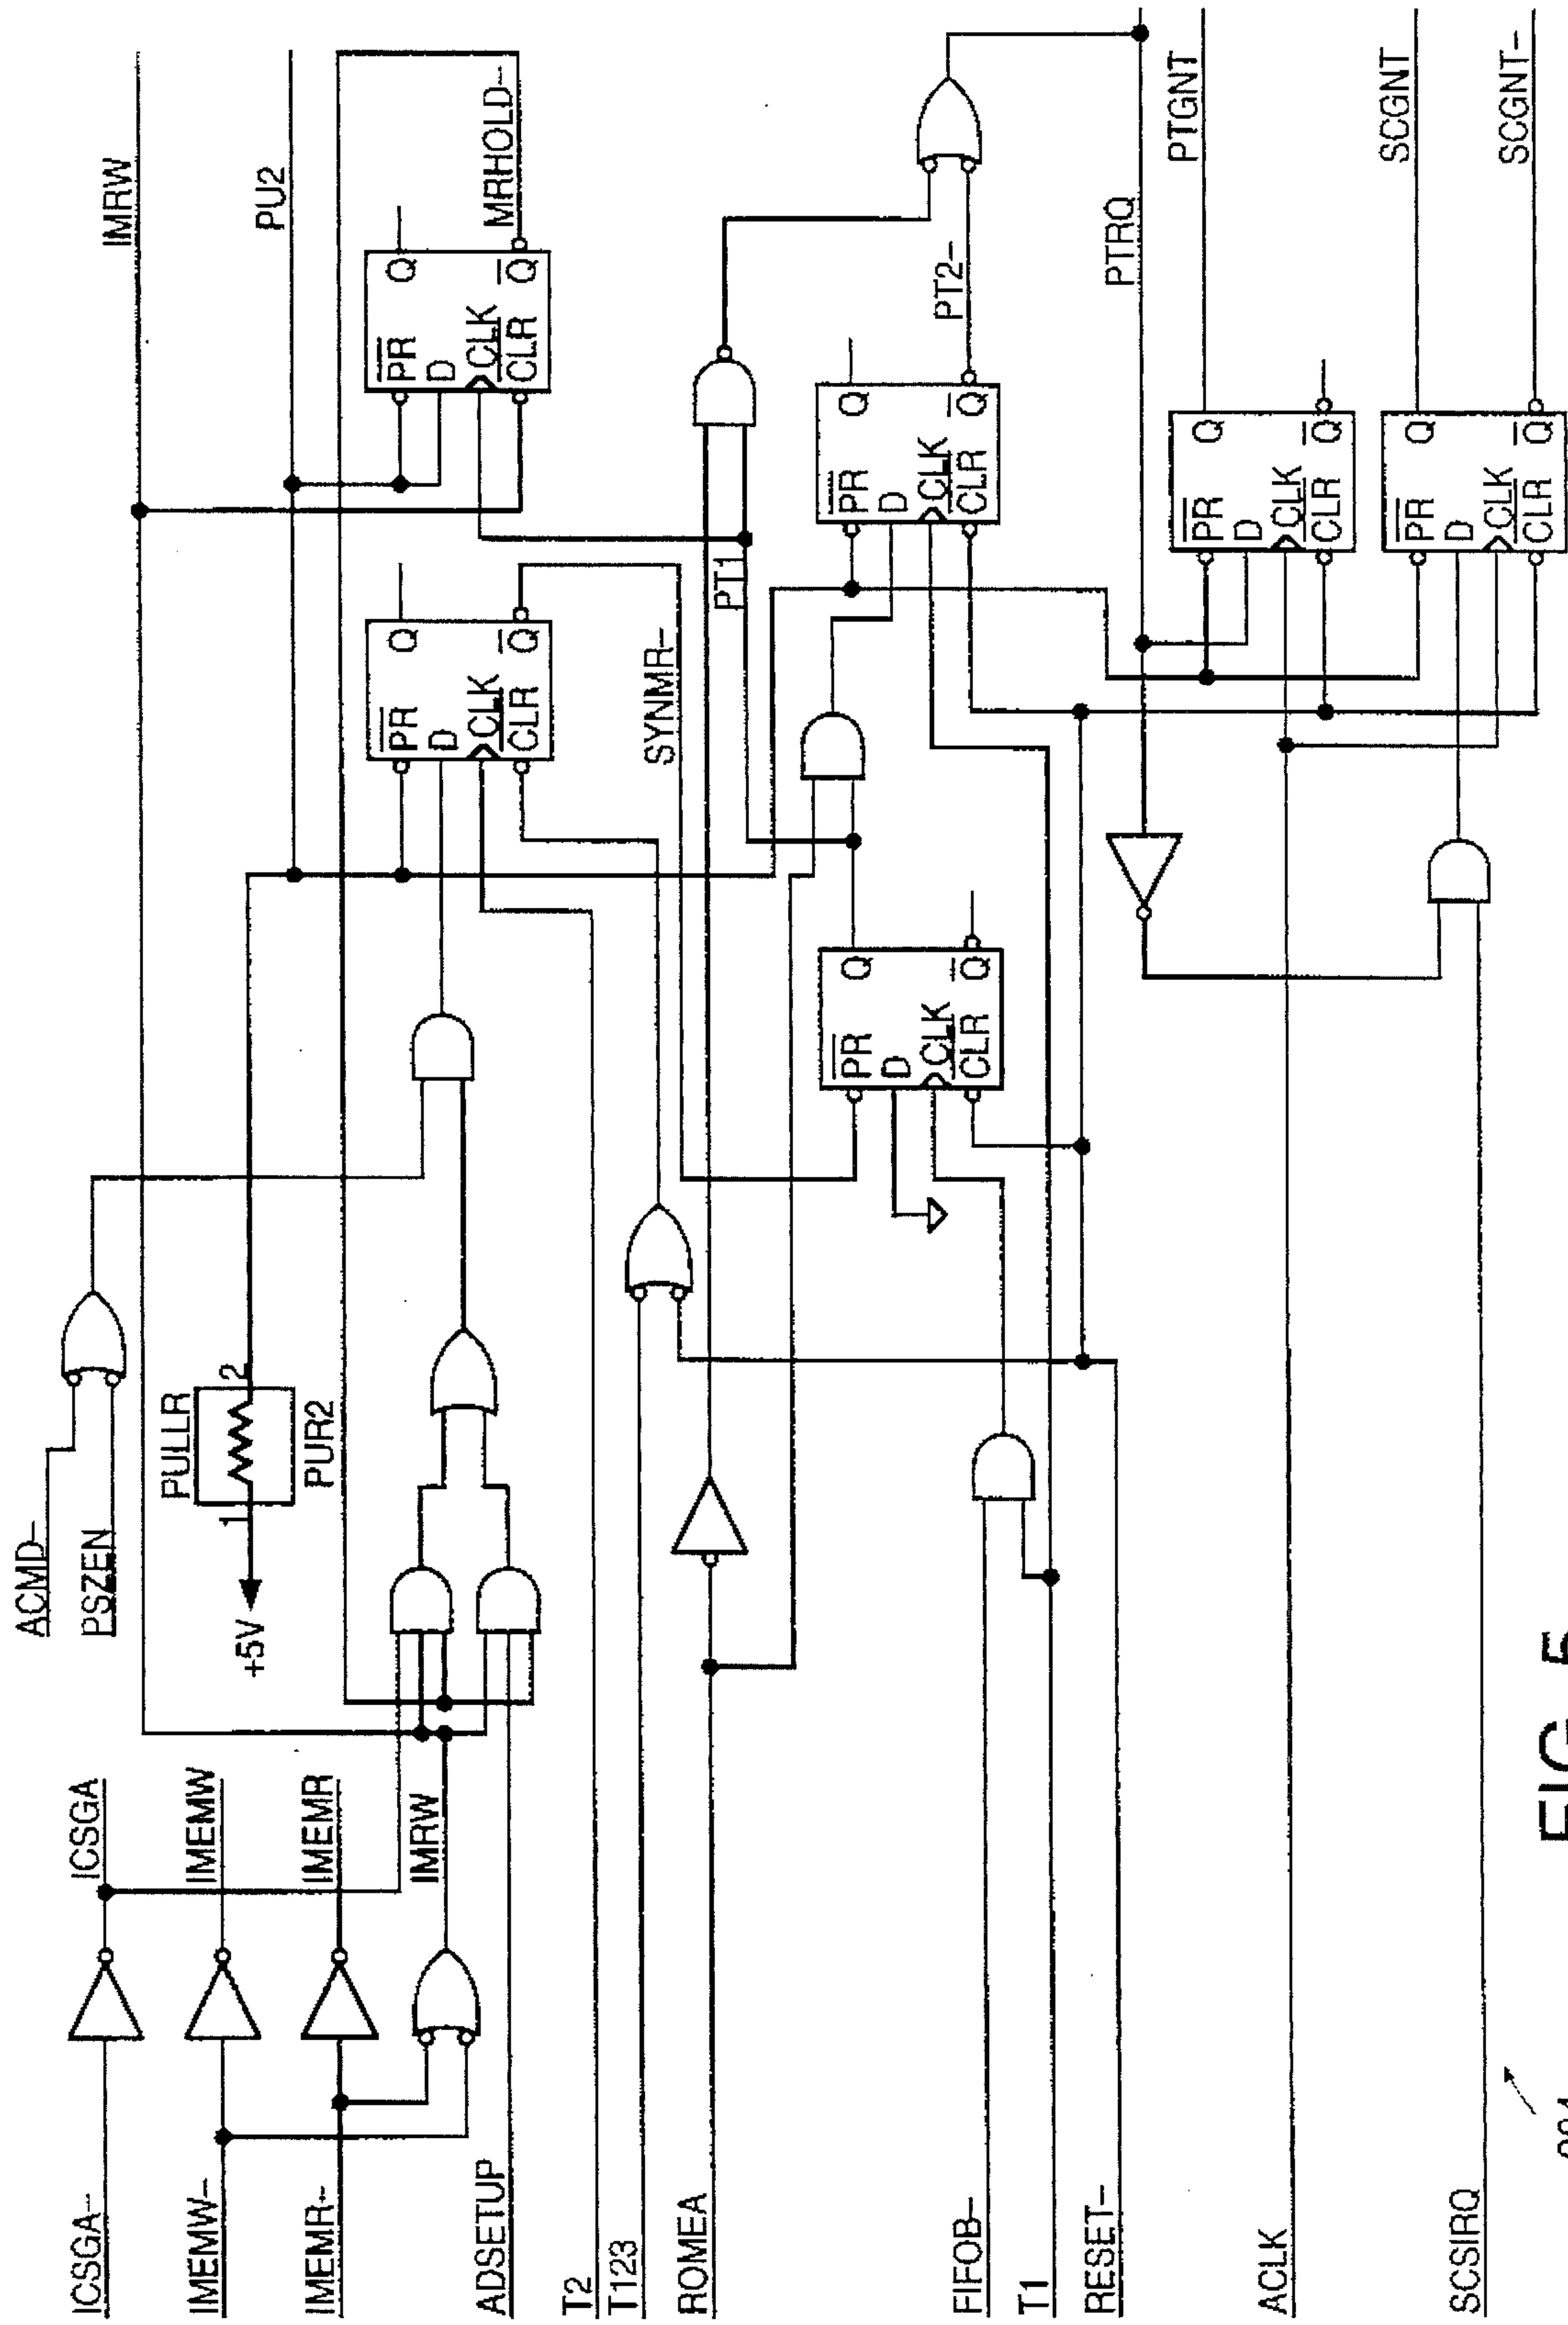 ICSGA–
IMEMW–
IMEMR–
ADSETUP
T2
T123
ROMEA
FIFOB–
T1
RESET–
ACLK
SCSIRQ
ICSGA
IMEMW
IMEMR
IMRW
ACMD–
PSZEN
+5V
PULLR
1
2
PUR2
PR
D
CLK
CLR
Q
Q
PR
D
CLK
CLR
Q
Q
SYNMR–
PT1
PR
D
CLK
CLR
Q
Q
MRHOLD–
IMRW
PU2
PR
D
CLK
CLR
Q
Q
PT2–
PTRQ
PR
D
CLK
CLR
Q
Q
PTGNT
PR
D
CLK
CLR
Q
Q
SCGNT
SCGNT–